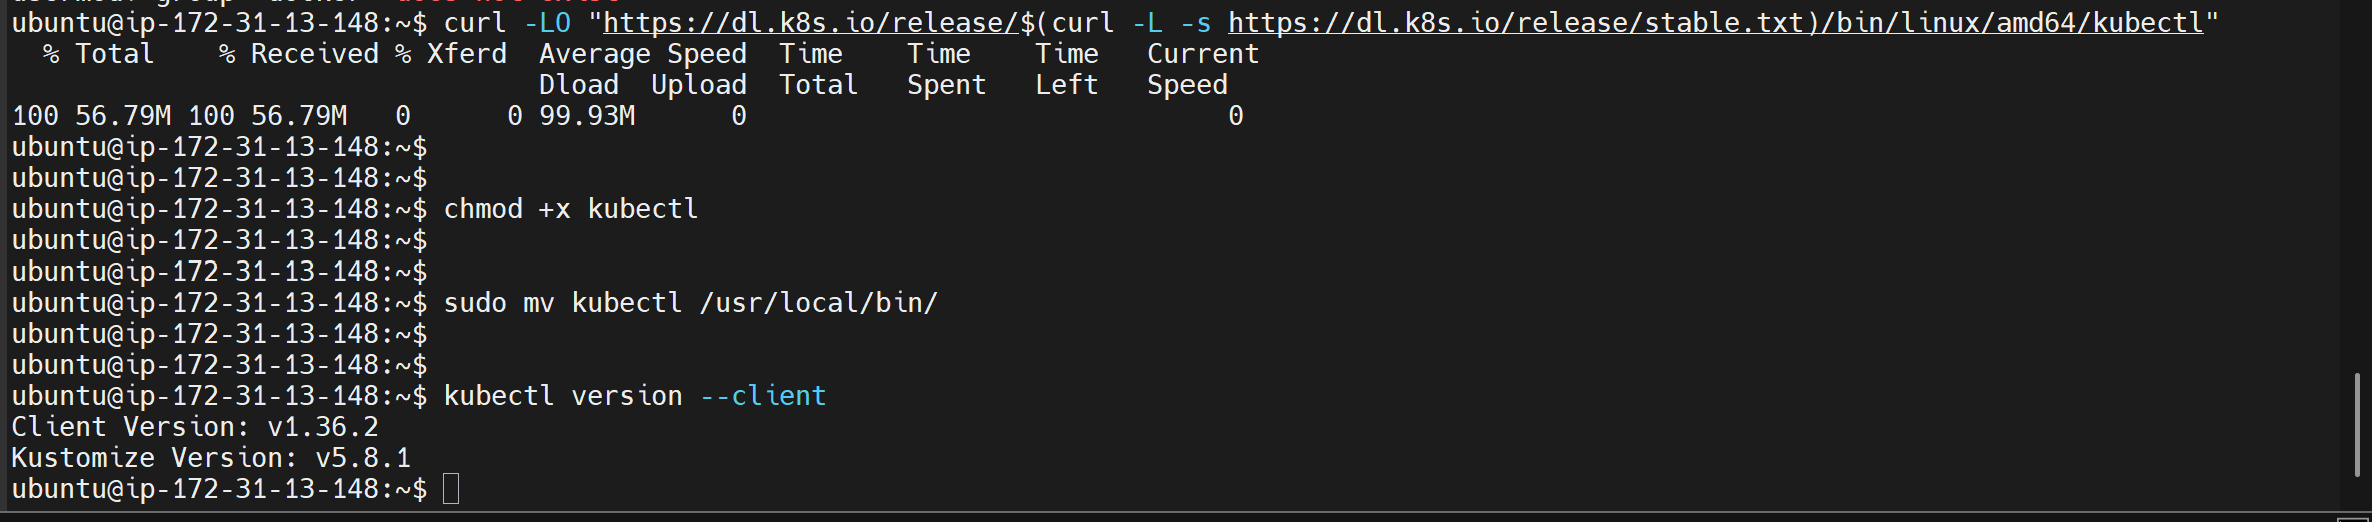 ubuntu@ip-172-31-13-148:~$ curl -LO "https://dl.k8s.io/release/$(curl -L -s https://dl.k8s.io/release/stable.txt)/bin/linux/amd64/kubectl"
  % Total    % Received % Xferd  Average Speed  Time    Time    Time   Current
                                 Dload  Upload  Total   Spent   Left   Speed
100 56.79M 100 56.79M   0      0 99.93M      0                              0
ubuntu@ip-172-31-13-148:~$
ubuntu@ip-172-31-13-148:~$
ubuntu@ip-172-31-13-148:~$ chmod +x kubectl
ubuntu@ip-172-31-13-148:~$
ubuntu@ip-172-31-13-148:~$
ubuntu@ip-172-31-13-148:~$ sudo mv kubectl /usr/local/bin/
ubuntu@ip-172-31-13-148:~$
ubuntu@ip-172-31-13-148:~$
ubuntu@ip-172-31-13-148:~$ kubectl version --client
Client Version: v1.36.2
Kustomize Version: v5.8.1
ubuntu@ip-172-31-13-148:~$